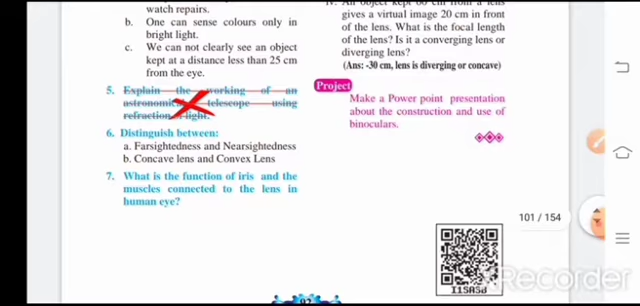 watch repairs.
b. One can sense colours only in
bright light.
c. We can not clearly see an object
kept at a distance less than 25 cm
from the eye.
5. Explain the working of an
astronomical telescope using
refraction of light.
6. Distinguish between:
a. Farsightedness and Nearsightedness
b. Concave lens and Convex Lens
7. What is the function of iris and the
muscles connected to the lens in
human eye?
gives a virtual image 20 cm in front
of the lens. What is the focal length
of the lens? Is it a converging lens or
diverging lens?
(Ans: -30 cm, lens is diverging or concave)
Project
Make a Power point presentation
about the construction and use of
binoculars.
101 / 154
Recorder
92